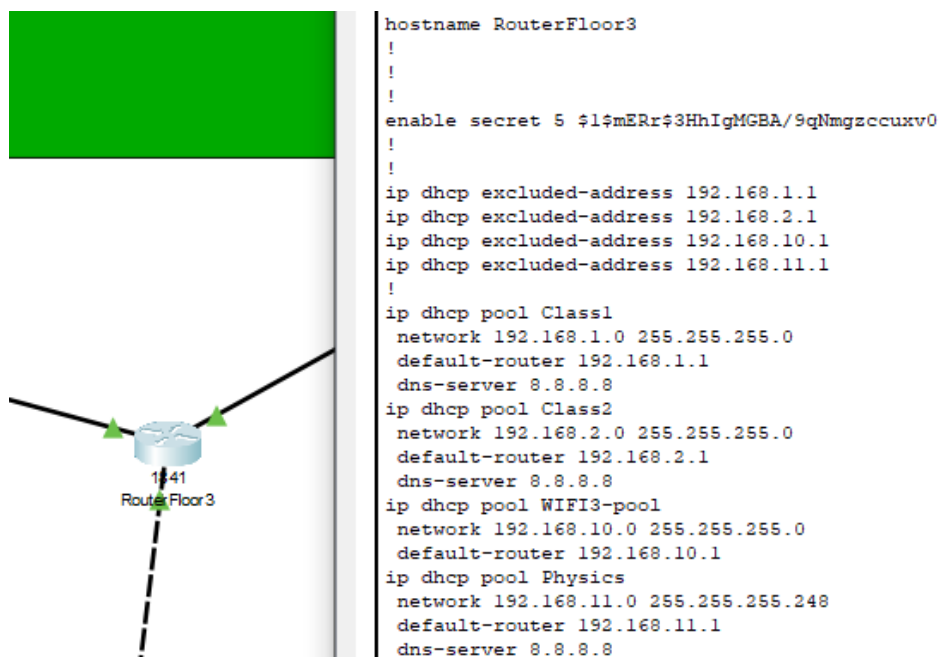 1841
RouterFloor3
hostname RouterFloor3
!
!
!
enable secret 5 $1$mERr$3HhIgMGBA/9qNmgzccuxv0
!
!
ip dhcp excluded-address 192.168.1.1
ip dhcp excluded-address 192.168.2.1
ip dhcp excluded-address 192.168.10.1
ip dhcp excluded-address 192.168.11.1
!
ip dhcp pool Class1
network 192.168.1.0 255.255.255.0
default-router 192.168.1.1
dns-server 8.8.8.8
ip dhcp pool Class2
network 192.168.2.0 255.255.255.0
default-router 192.168.2.1
dns-server 8.8.8.8
ip dhcp pool WIFI3-pool
network 192.168.10.0 255.255.255.0
default-router 192.168.10.1
ip dhcp pool Physics
network 192.168.11.0 255.255.255.248
default-router 192.168.11.1
dns-server 8.8.8.8